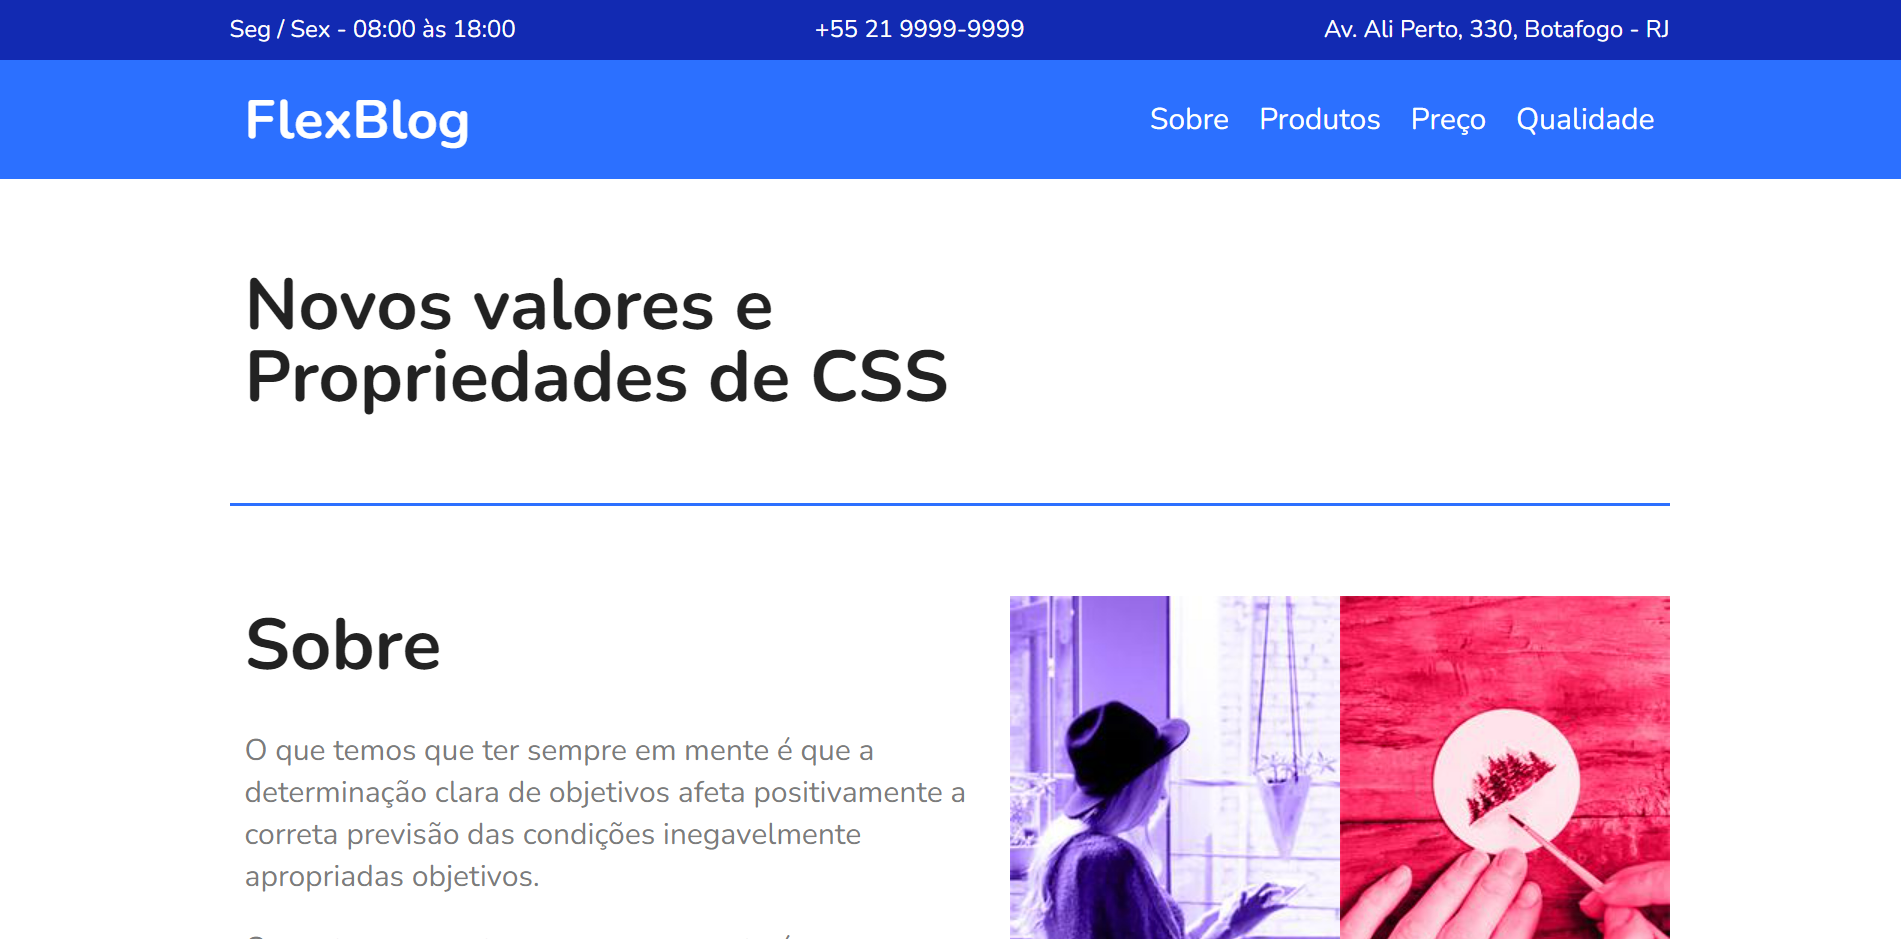 Seg / Sex - 08:00 às 18:00
+55 21 9999-9999
Av. Ali Perto, 330, Botafogo - RJ
FlexBlog
Sobre Produtos Preço Qualidade
Novos valores e
Propriedades de CSS
Sobre
O que temos que ter sempre em mente é que a
determinação clara de objetivos afeta positivamente a
correta previsão das condições inegavelmente
apropriadas objetivos.